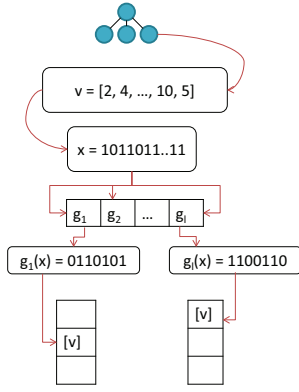 v = [2, 4, …, 10, 5]
x = 1011011..11
g₁ g₂ … gₗ
g₁(x) = 0110101 gₗ(x) = 1100110
[v]
[v]